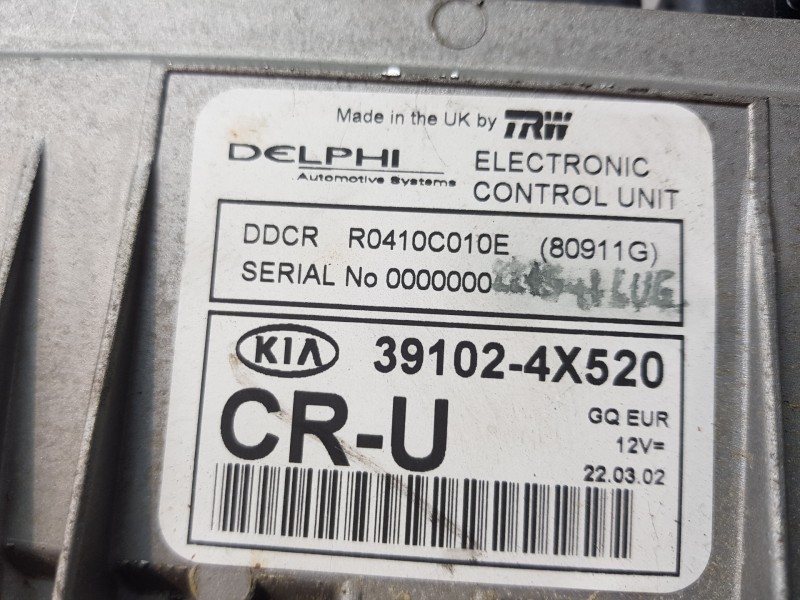 Made in the UK by TRW
DELPHI
Automotive Systems
ELECTRONIC
CONTROL UNIT
DDCR R0410C010E (80911G)
SERIAL No 0000000
KIA 39102-4X520
CR-U
GQ EUR
12V=
22.03.02